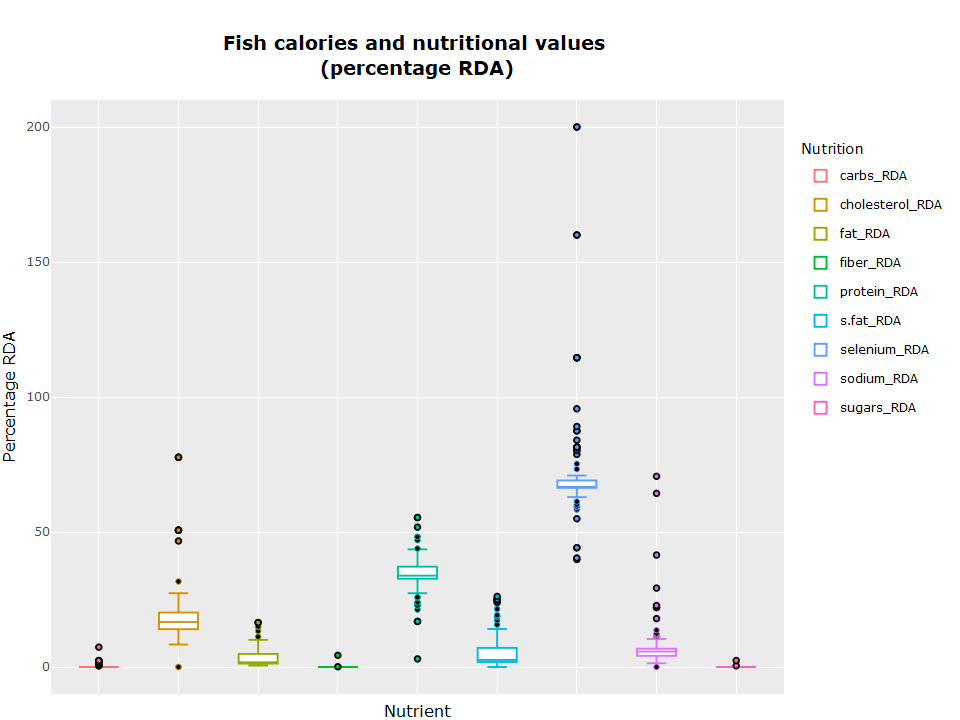 Fish calories and nutritional values
(percentage RDA)
200
150
100
50
0
Percentage RDA
Nutrient
Nutrition
carbs_RDA
cholesterol_RDA
fat_RDA
fiber_RDA
protein_RDA
s.fat_RDA
selenium_RDA
sodium_RDA
sugars_RDA